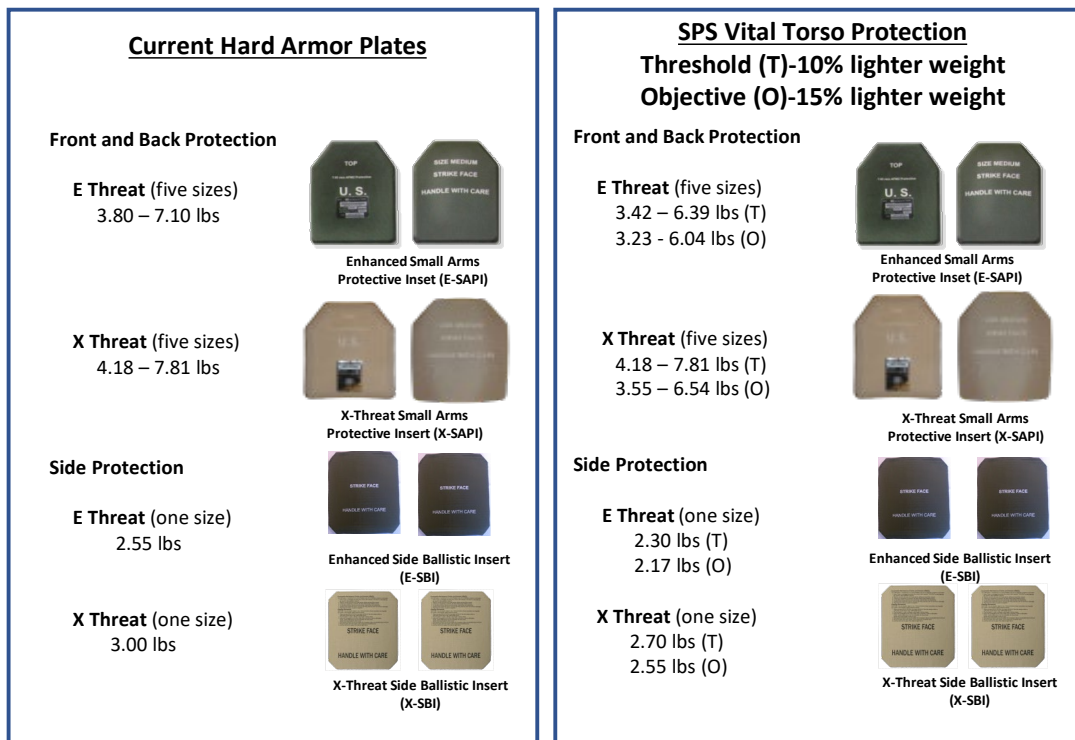 Current Hard Armor Plates
Front and Back Protection
E Threat (five sizes)
3.80 – 7.10 lbs
TOP
U. S.
SIZE MEDIUM
STRIKE FACE
HANDLE WITH CARE
Enhanced Small Arms
Protective Inset (E-SAPI)
X Threat (five sizes)
4.18 – 7.81 lbs
U.S.
X-Threat Small Arms
Protective Insert (X-SAPI)
Side Protection
E Threat (one size)
2.55 lbs
STRIKE FACE
HANDLE WITH CARE
STRIKE FACE
HANDLE WITH CARE
Enhanced Side Ballistic Insert
(E-SBI)
X Threat (one size)
3.00 lbs
STRIKE FACE
HANDLE WITH CARE
STRIKE FACE
HANDLE WITH CARE
X-Threat Side Ballistic Insert
(X-SBI)
SPS Vital Torso Protection
Threshold (T)-10% lighter weight
Objective (O)-15% lighter weight
Front and Back Protection
E Threat (five sizes)
3.42 – 6.39 lbs (T)
3.23 - 6.04 lbs (O)
TOP
U. S.
SIZE MEDIUM
STRIKE FACE
HANDLE WITH CARE
Enhanced Small Arms
Protective Inset (E-SAPI)
X Threat (five sizes)
4.18 – 7.81 lbs (T)
3.55 – 6.54 lbs (O)
U.S.
X-Threat Small Arms
Protective Insert (X-SAPI)
Side Protection
E Threat (one size)
2.30 lbs (T)
2.17 lbs (O)
STRIKE FACE
HANDLE WITH CARE
STRIKE FACE
HANDLE WITH CARE
Enhanced Side Ballistic Insert
(E-SBI)
X Threat (one size)
2.70 lbs (T)
2.55 lbs (O)
STRIKE FACE
HANDLE WITH CARE
STRIKE FACE
HANDLE WITH CARE
X-Threat Side Ballistic Insert
(X-SBI)